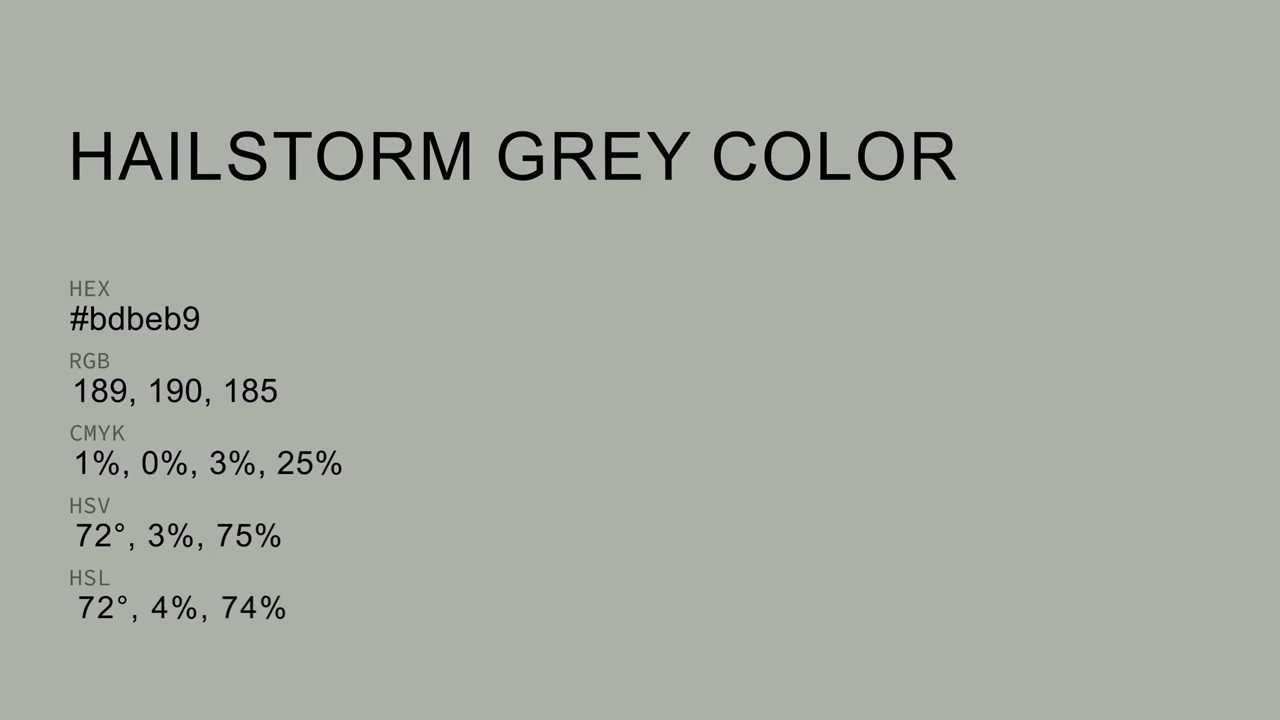 HAILSTORM GREY COLOR
HEX
#bdbeb9
RGB
189, 190, 185
CMYK
1%, 0%, 3%, 25%
HSV
72°, 3%, 75%
HSL
72°, 4%, 74%